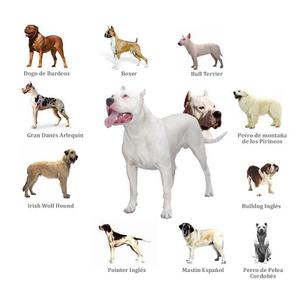 Dogo de Burdeos
Boxer
Bull Terrier
Gran Danés Arlequín
Perro de montaña
de los Pirineos
Irish Wolf Hound
Bulldog Inglés
Pointer Inglés
Mastín Español
Perro de Pelea
Cordobés